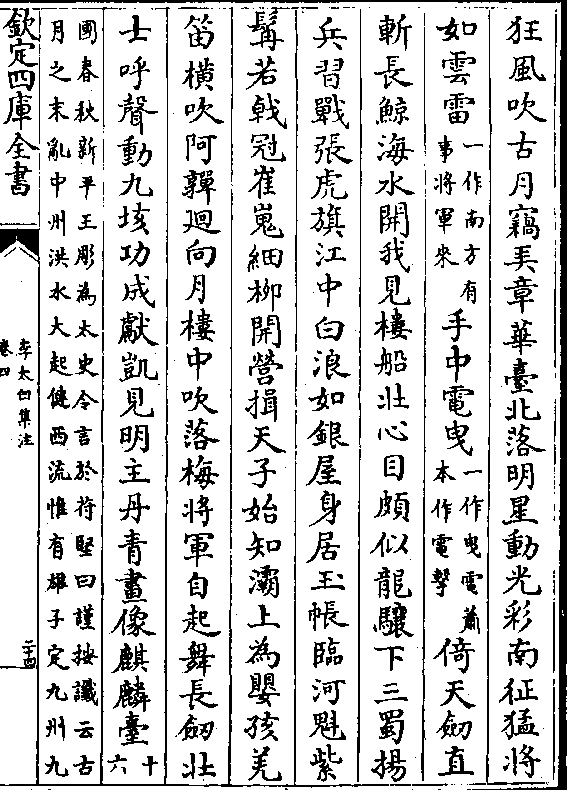 狂風吹古月竊弄章華臺北落明星動光彩南征猛將
如雲雷一作南方有事將軍來手中電曳一作曳電蕭本作電擊倚天劒直
斬長鯨海水開我見樓船壯心目頗似龍驤下三蜀揚
兵習戰張虎旗江中白浪如銀屋身居玉帳臨河魁紫
髯若戟冠崔嵬細柳開營揖天子始知灞上為嬰孩羌
笛橫吹阿嚲廻向月樓中吹落梅將軍自起舞長劒壯
士呼聲動九垓功成獻凱見明主丹青畫像麒麟臺十六
國春秋新平王彫為太史令言於苻堅曰謹按讖云古
月之末亂中州洪水大起健西流惟有雄子定九州九
欽定四庫全書
李太白集注
卷四
二十四